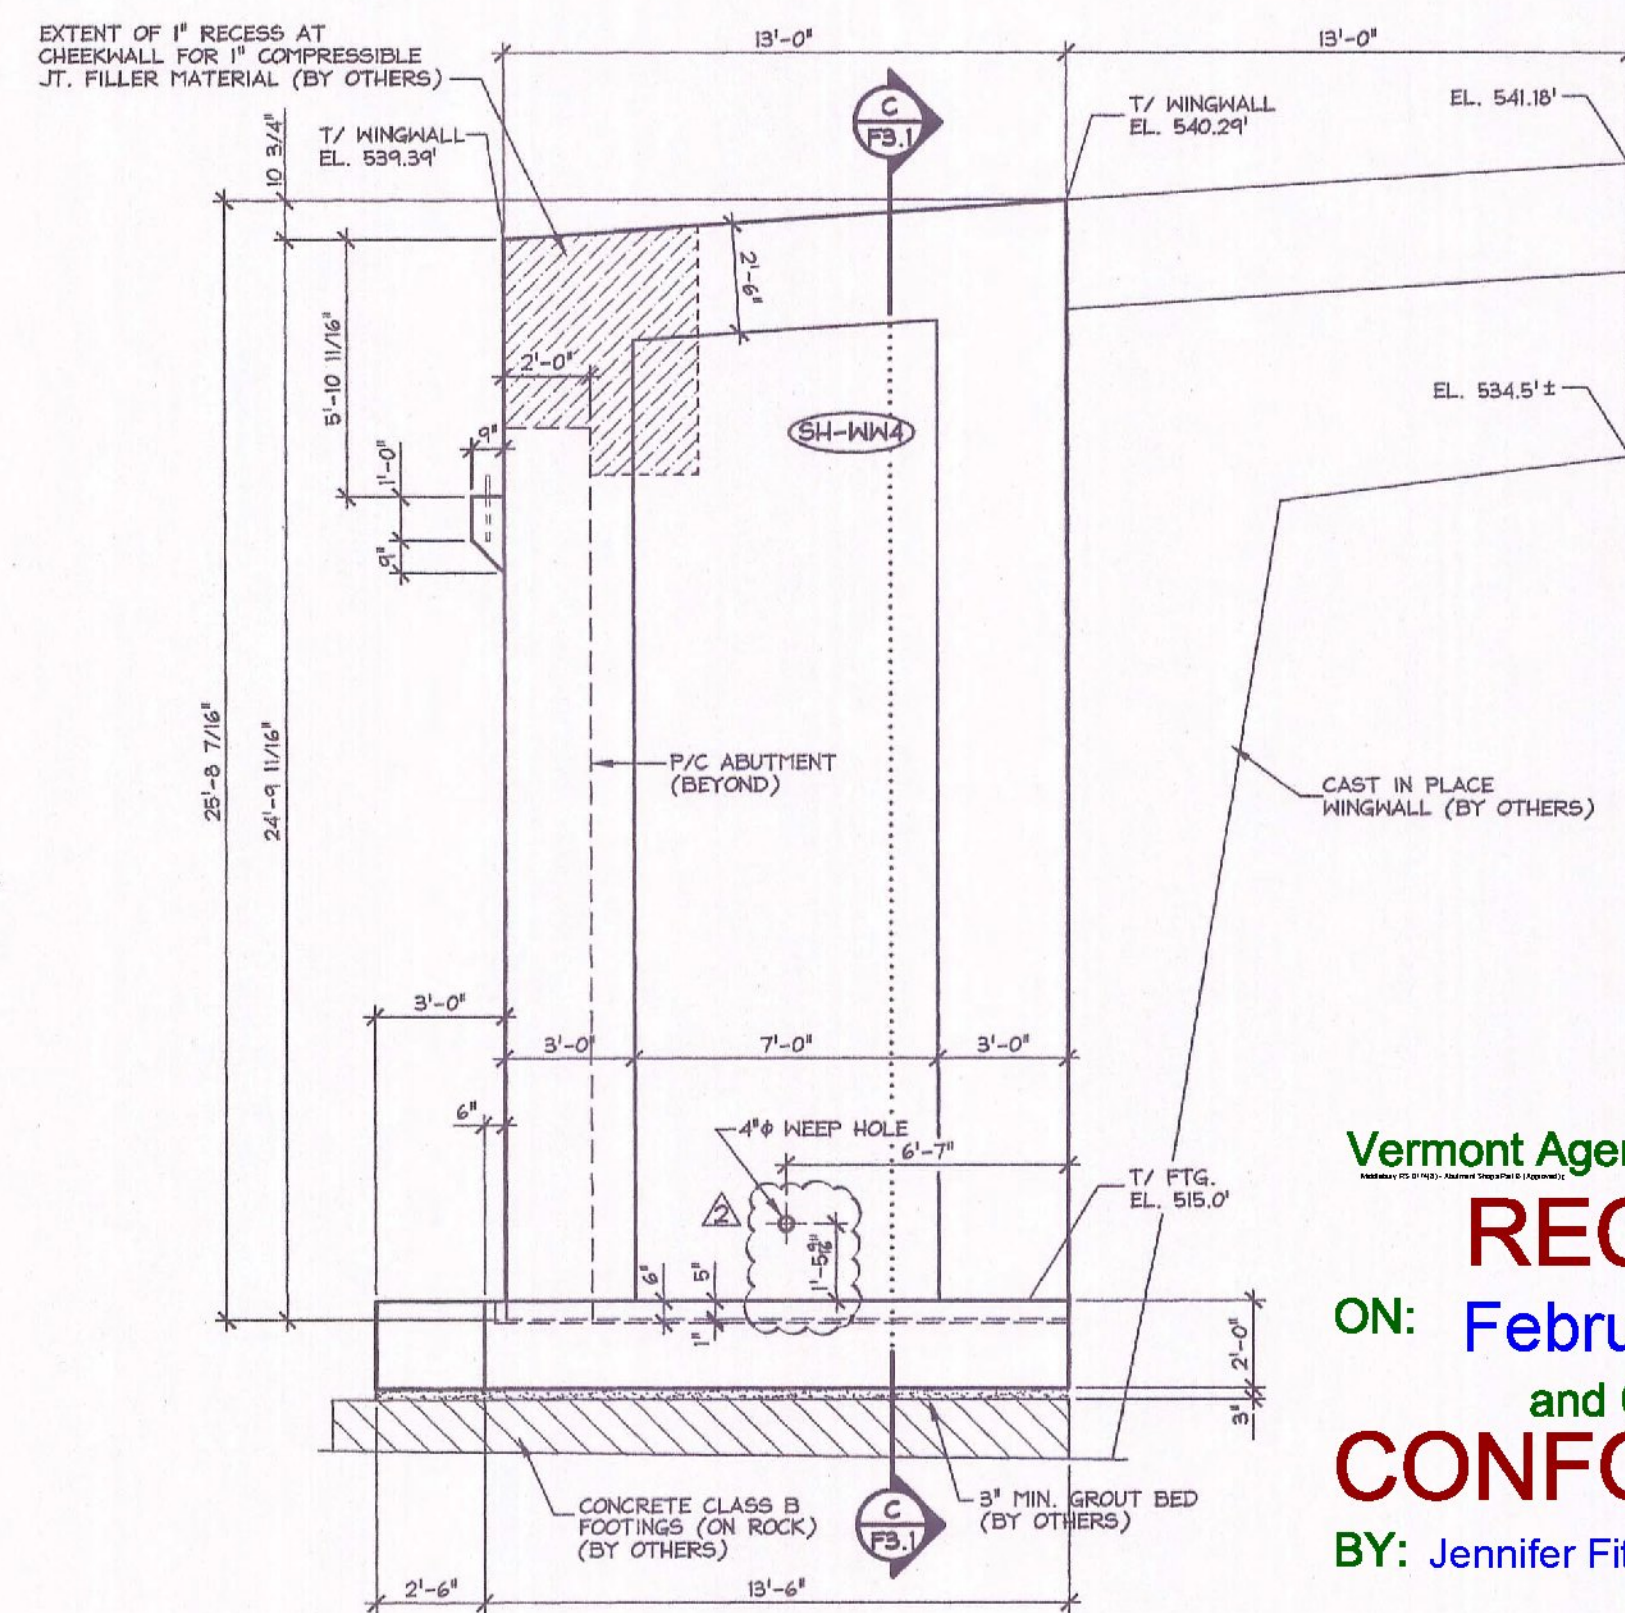 EXTENT OF 1" RECESS AT
CHEEKWALL FOR 1" COMPRESSIBLE
JT. FILLER MATERIAL (BY OTHERS)
13'-0"
13'-0"
T/ WINGWALL
EL. 539.39'
10 3/4"
C
F3.1
T/ WINGWALL
EL. 540.29'
EL. 541.18'
2'-6"
5'-10 11/16"
2'-0"
EL. 534.5'±
SH-WW4
9"
1'-0"
9"
25'-8 7/16"
24'-9 11/16"
P/C ABUTMENT
(BEYOND)
CAST IN PLACE
WINGWALL (BY OTHERS)
3'-0"
3'-0"
7'-0"
3'-0"
6"
4"ϕ WEEP HOLE
6'-7"
2
T/ FTG.
EL. 515.0'
6"
5"
1"
2'-0"
3"
CONCRETE CLASS B
FOOTINGS (ON ROCK)
(BY OTHERS)
C
F3.1
3" MIN. GROUT BED
(BY OTHERS)
2'-6"
13'-6"
Vermont Agen
REC
ON: Febru
and
CONFO
BY: Jennifer Fit